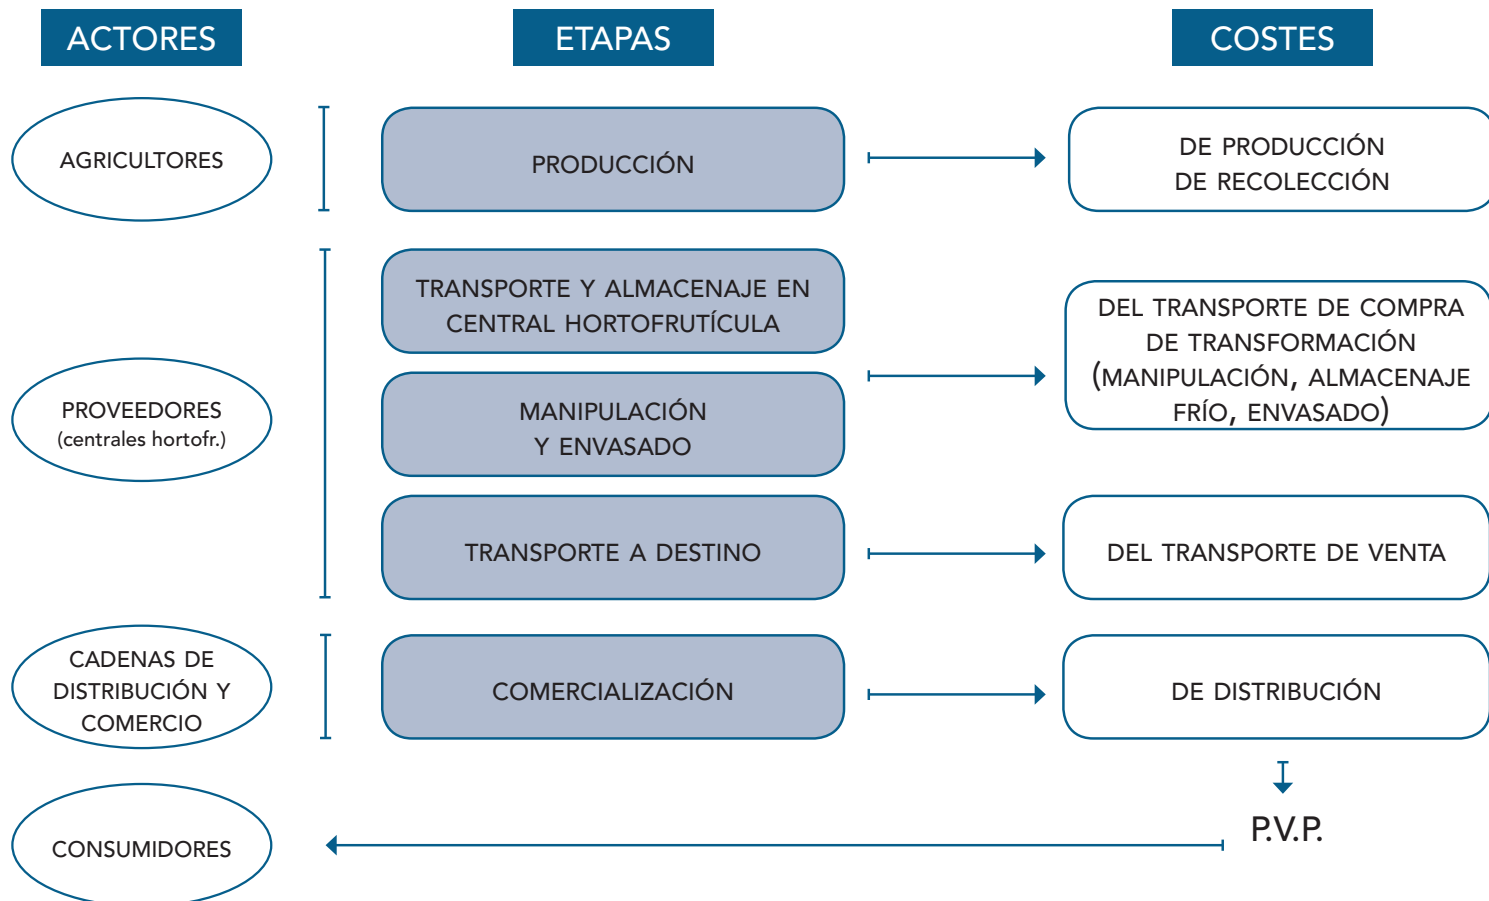 ACTORES
ETAPAS
COSTES
AGRICULTORES
PRODUCCIÓN
DE PRODUCCIÓN
DE RECOLECCIÓN
PROVEEDORES
(centrales hortofr.)
TRANSPORTE Y ALMACENAJE EN
CENTRAL HORTOFRUTÍCULA
MANIPULACIÓN
Y ENVASADO
DEL TRANSPORTE DE COMPRA
DE TRANSFORMACIÓN
(MANIPULACIÓN, ALMACENAJE
FRÍO, ENVASADO)
TRANSPORTE A DESTINO
DEL TRANSPORTE DE VENTA
CADENAS DE
DISTRIBUCIÓN Y
COMERCIO
COMERCIALIZACIÓN
DE DISTRIBUCIÓN
P.V.P.
CONSUMIDORES